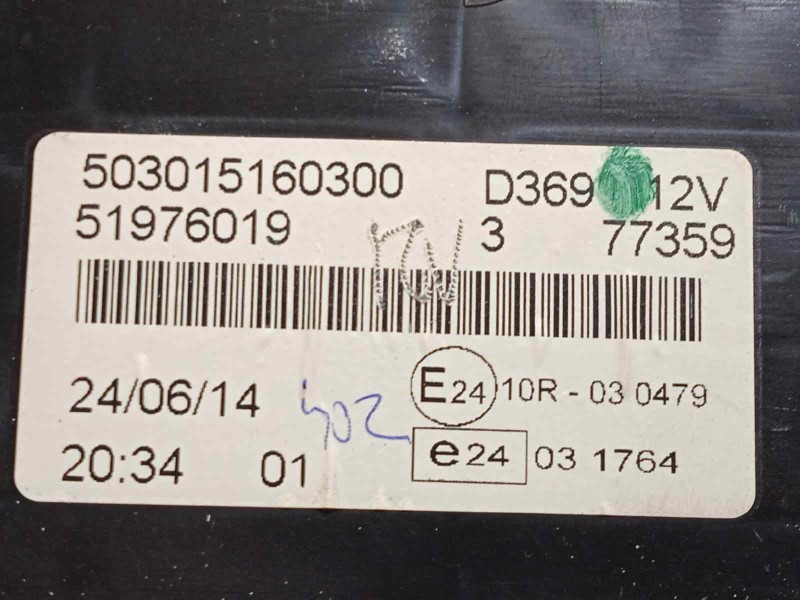 503015160300 D369 12V
51976019 3 77359
24/06/14 E24 10R - 03 0479
e24 03 1764
20:34 01